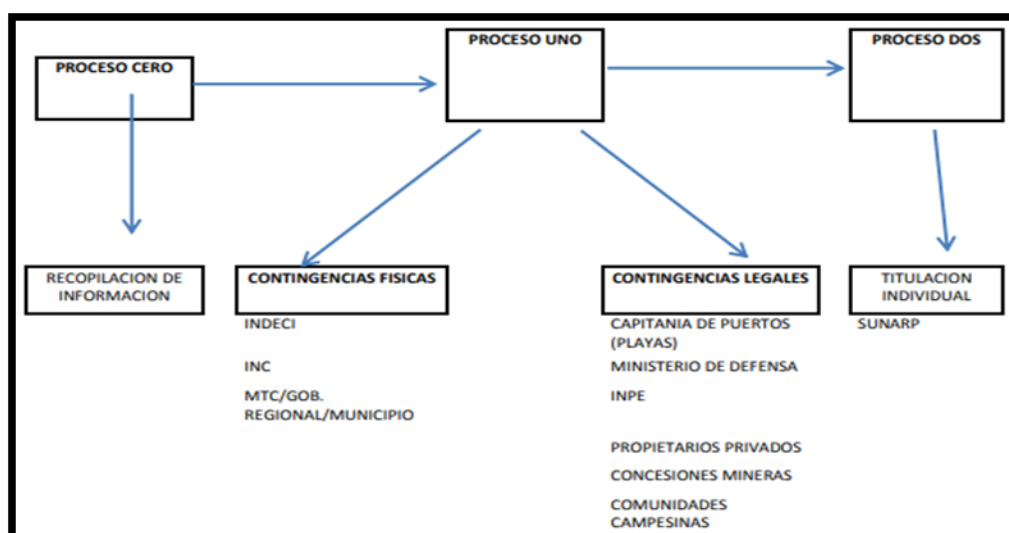 PROCESO CERO
PROCESO UNO
PROCESO DOS
RECOPILACION DE
INFORMACION
CONTINGENCIAS FISICAS
INDECI
INC
MTC/GOB.
REGIONAL/MUNICIPIO
CONTINGENCIAS LEGALES
CAPITANIA DE PUERTOS
(PLAYAS)
MINISTERIO DE DEFENSA
INPE
PROPIETARIOS PRIVADOS
CONCESIONES MINERAS
COMUNIDADES
CAMPESINAS
TITULACION
INDIVIDUAL
SUNARP